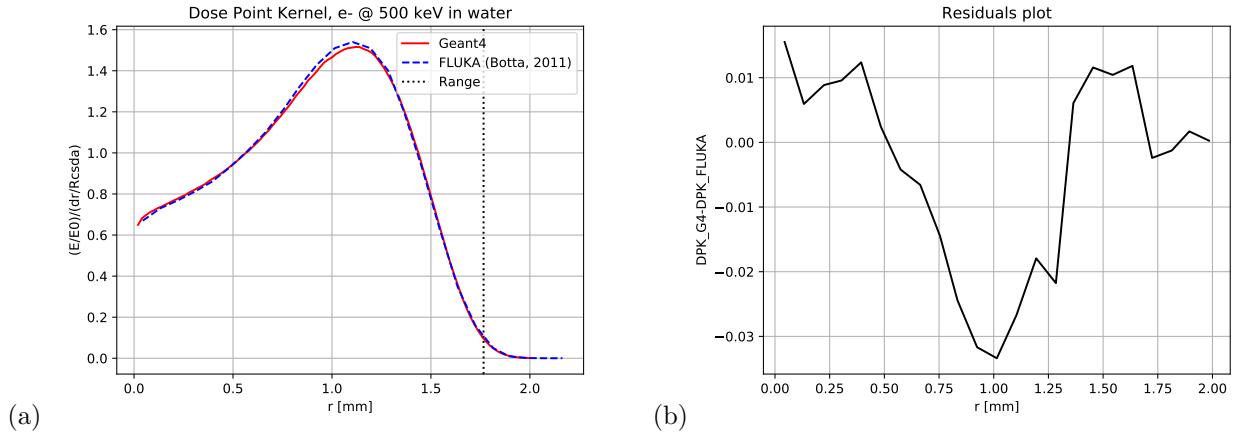 Dose Point Kernel, e- @ 500 keV in water
(E/E0)/(dr/Rcsda)
1.6
1.4
1.2
1.0
0.8
0.6
0.4
0.2
0.0
Geant4
FLUKA (Botta, 2011)
Range
0.0 0.5 1.0 1.5 2.0
r [mm]
(a)
Residuals plot
DPK_G4-DPK_FLUKA
0.01
0.00
−0.01
−0.02
−0.03
0.00 0.25 0.50 0.75 1.00 1.25 1.50 1.75 2.00
r [mm]
(b)